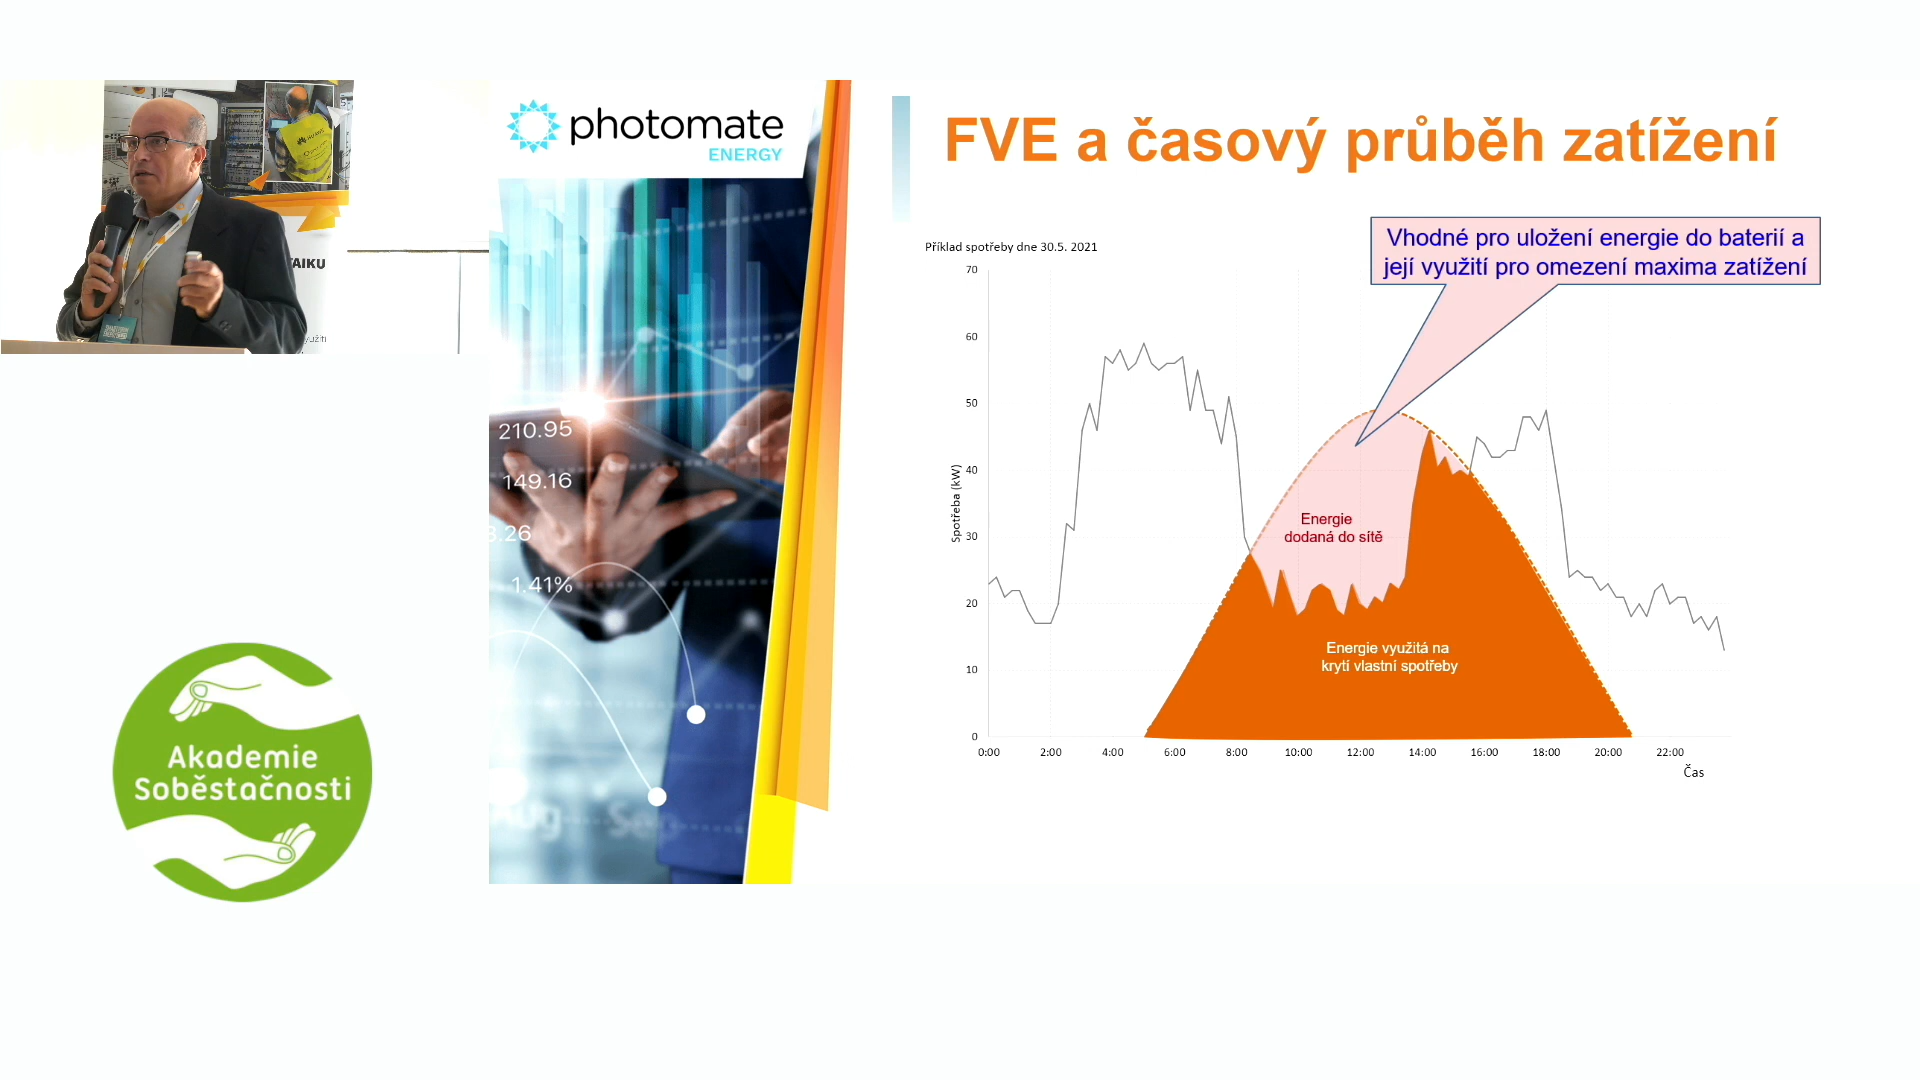 photomate
ENERGY
FVE a časový průběh zatížení
Vhodné pro uložení energie do baterií a
její využití pro omezení maxima zatížení
Příklad spotřeby dne 30.5. 2021
70
60
50
40
30
20
10
0
Spotřeba (kW)
0:00 2:00 4:00 6:00 8:00 10:00 12:00 14:00 16:00 18:00 20:00 22:00
Čas
Energie
dodaná do sítě
Energie využitá na
krytí vlastní spotřeby
210.95
149.16
3.26
1.41%
AIKU
HUAWEI
Akademie
Soběstačnosti